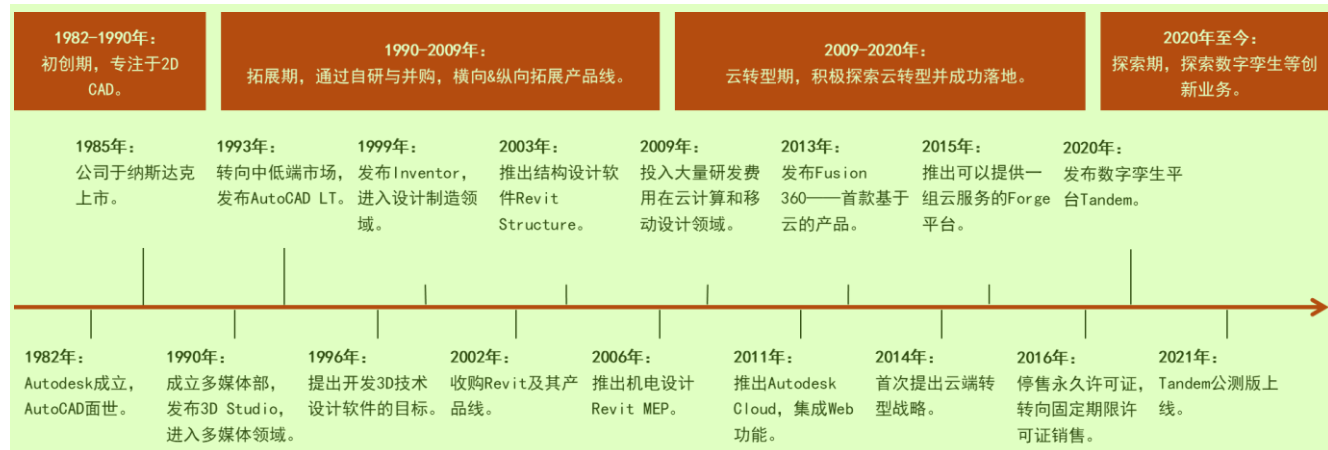 1982-1990年：
初创期，专注于2D
CAD。
1990-2009年：
拓展期，通过自研与并购，横向&纵向拓展产品线。
2009-2020年：
云转型期，积极探索云转型并成功落地。
2020年至今：
探索期，探索数字孪生等创
新业务。
1985年：
公司于纳斯达克
上市。
1993年：
转向中低端市场，
发布AutoCAD LT。
1999年：
发布Inventor，
进入设计制造领
域。
2003年：
推出结构设计软
件Revit
Structure。
2009年：
投入大量研发费
用在云计算和移
动设计领域。
2013年：
发布Fusion
360——首款基于
云的产品。
2015年：
推出可以提供一
组云服务的Forge
平台。
2020年：
发布数字孪生平
台Tandem。
1982年：
Autodesk成立，
AutoCAD面世。
1990年：
成立多媒体部，
发布3D Studio，
进入多媒体领域。
1996年：
提出开发3D技术
设计软件的目标。
2002年：
收购Revit及其产
品线。
2006年：
推出机电设计
Revit MEP。
2011年：
推出Autodesk
Cloud，集成Web
功能。
2014年：
首次提出云端转
型战略。
2016年：
停售永久许可证，
转向固定期限许
可证销售。
2021年：
Tandem公测版上
线。